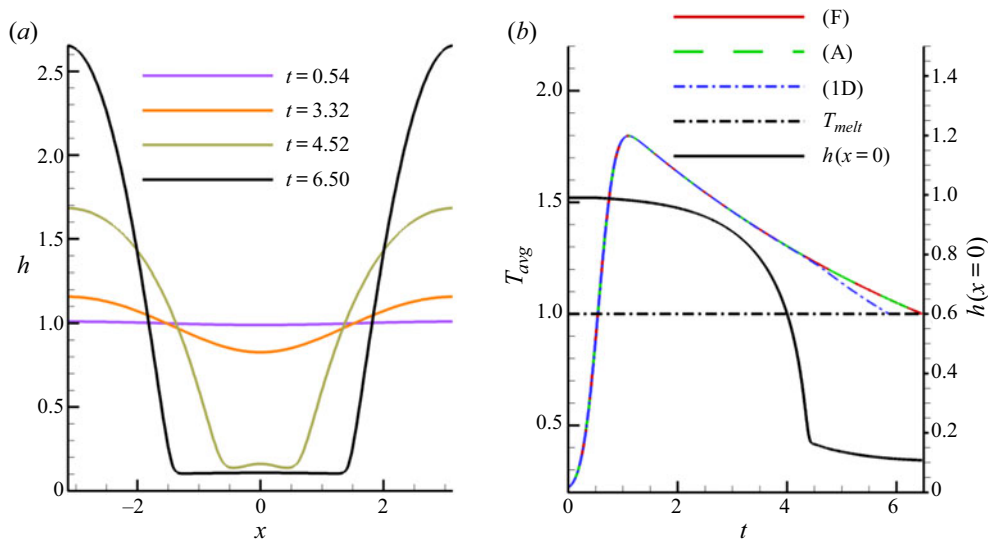 (a)
2.5
2.0
1.5
h
1.0
0.5
0
−2
0
2
x
t = 0.54
t = 3.32
t = 4.52
t = 6.50
(b)
(F)
(A)
(1D)
T_melt
h(x = 0)
2.0
1.5
T_avg
1.0
0.5
0
2
4
6
t
1.4
1.2
1.0
0.8
0.6
0.4
0.2
0
h(x = 0)